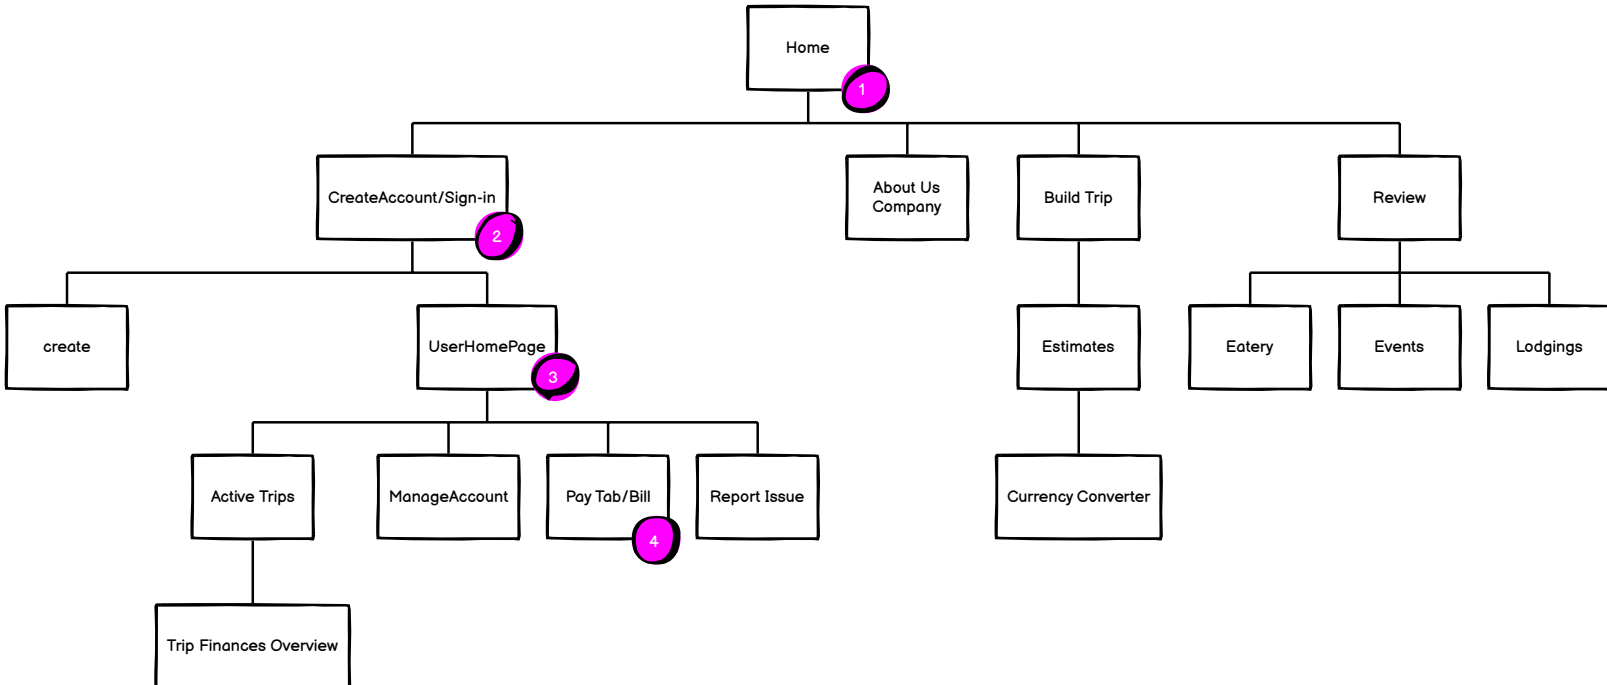 Home
1
CreateAccount/Sign-in
2
About Us
Company
Build Trip
Review
create
UserHomePage
3
Estimates
Eatery
Events
Lodgings
Active Trips
ManageAccount
Pay Tab/Bill
4
Report Issue
Currency Converter
Trip Finances Overview